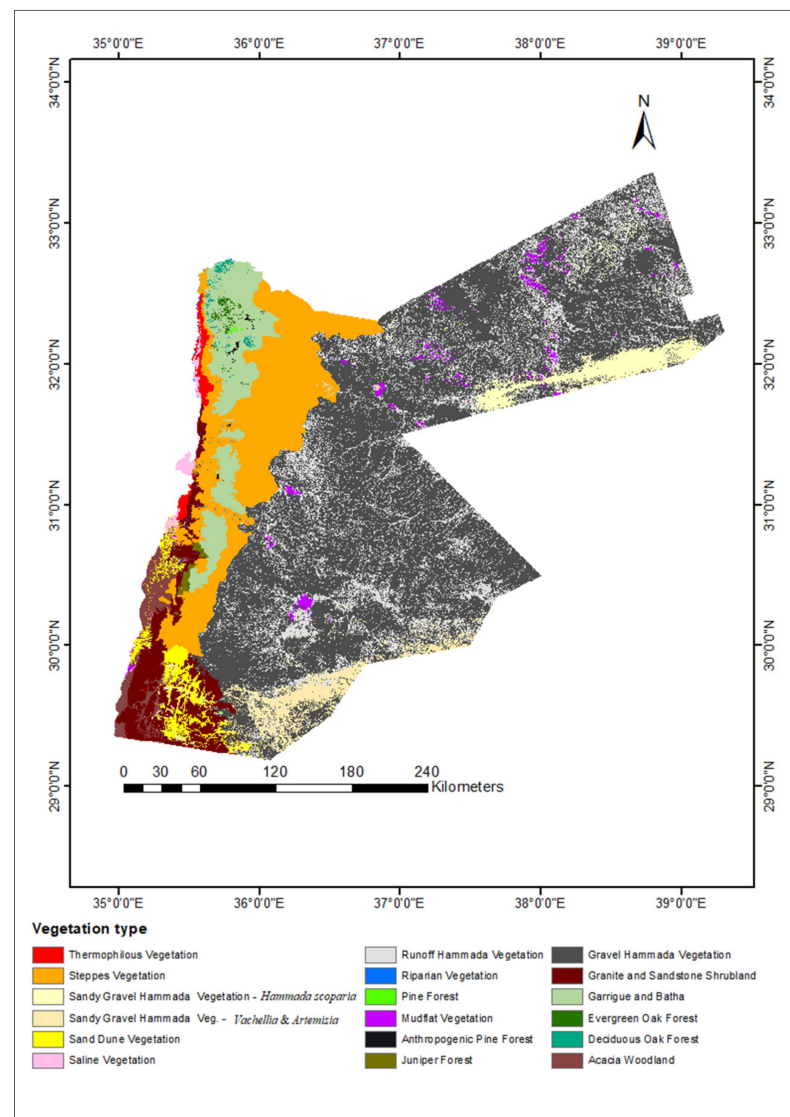 35°0'0"E 36°0'0"E 37°0'0"E 38°0'0"E 39°0'0"E
34°0'0"N 34°0'0"N
N
33°0'0"N 33°0'0"N
32°0'0"N 32°0'0"N
31°0'0"N 31°0'0"N
30°0'0"N 30°0'0"N
29°0'0"N 29°0'0"N
0 30 60 120 180 240
Kilometers
35°0'0"E 36°0'0"E 37°0'0"E 38°0'0"E 39°0'0"E
Vegetation type
Thermophilous Vegetation
Steppes Vegetation
Sandy Gravel Hammada Vegetation - Hammada scoparia
Sandy Gravel Hammada Veg. - Vachellia & Artemizia
Sand Dune Vegetation
Saline Vegetation
Runoff Hammada Vegetation
Riparian Vegetation
Pine Forest
Mudflat Vegetation
Anthropogenic Pine Forest
Juniper Forest
Gravel Hammada Vegetation
Granite and Sandstone Shrubland
Garrigue and Batha
Evergreen Oak Forest
Deciduous Oak Forest
Acacia Woodland